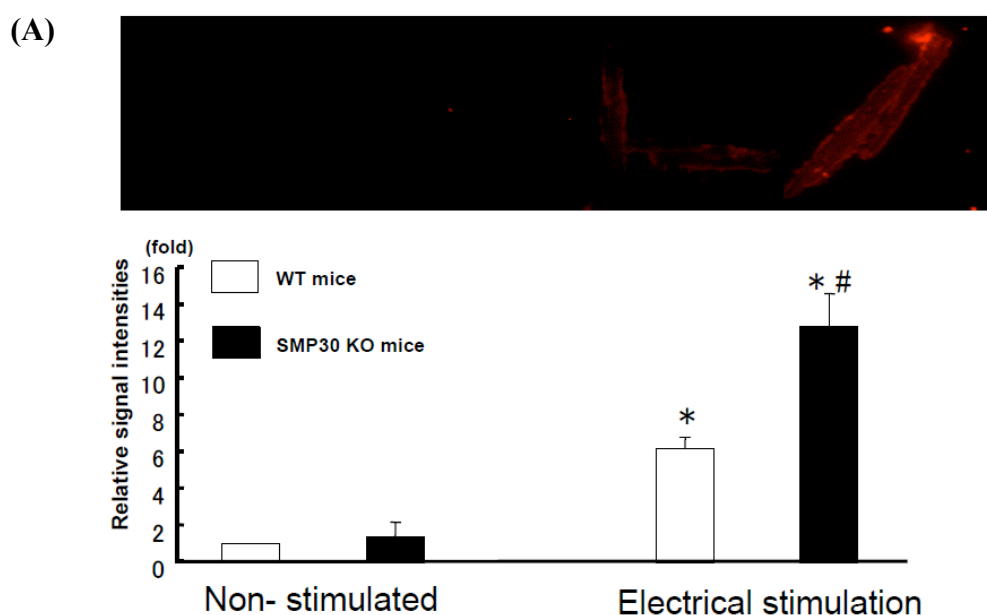 (A)
(fold)
16
14
12
10
8
6
4
2
0
Relative signal intensities
WT mice
SMP30 KO mice
*
* #
Non- stimulated
Electrical stimulation